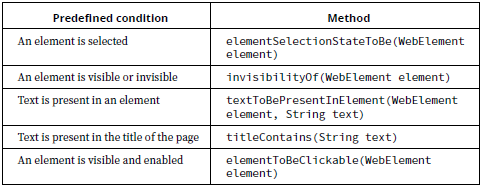 Predefined condition Method
An element is selected elementSelectionStateToBe(WebElement
element)
An element is visible or invisible invisibilityOf(WebElement element)
Text is present in an element textToBePresentInElement(WebElement
element, String text)
Text is present in the title of the page titleContains(String text)
An element is visible and enabled elementToBeClickable(WebElement
element)